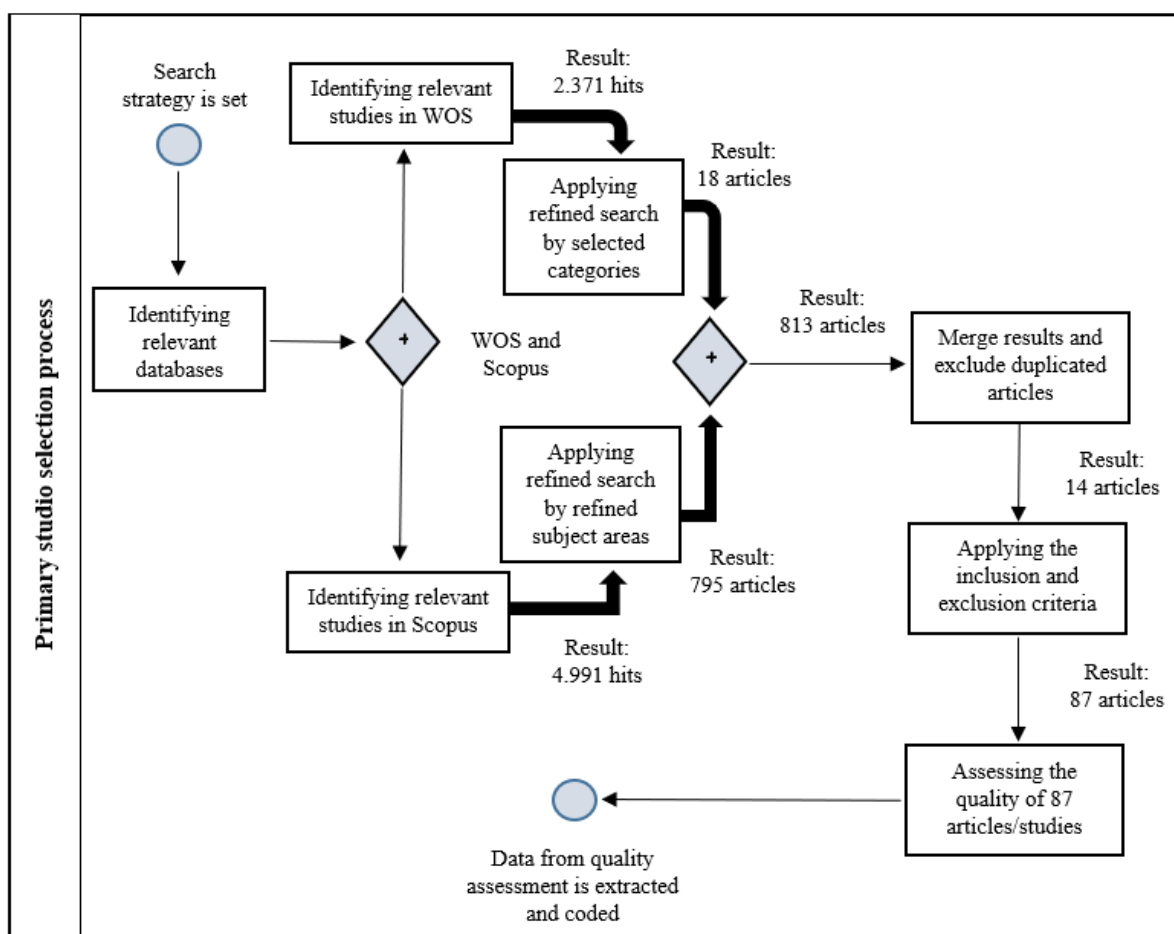 Primary studio selection process
Search
strategy is set
Identifying
relevant
databases
+
WOS and
Scopus
Identifying relevant
studies in WOS
Result:
2.371 hits
Applying
refined search
by selected
categories
Result:
18 articles
Identifying relevant
studies in Scopus
Result:
4.991 hits
Applying
refined search
by refined
subject areas
Result:
795 articles
+
Result:
813 articles
Merge results and
exclude duplicated
articles
Result:
14 articles
Applying the
inclusion and
exclusion criteria
Result:
87 articles
Assessing the
quality of 87
articles/studies
Data from quality
assessment is extracted
and coded